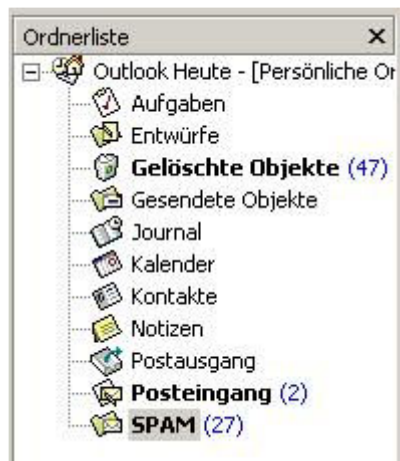 Ordnerliste
Outlook Heute - [Persönliche Or
Aufgaben
Entwürfe
Gelöschte Objekte (47)
Gesendete Objekte
Journal
Kalender
Kontakte
Notizen
Postausgang
Posteingang (2)
SPAM (27)